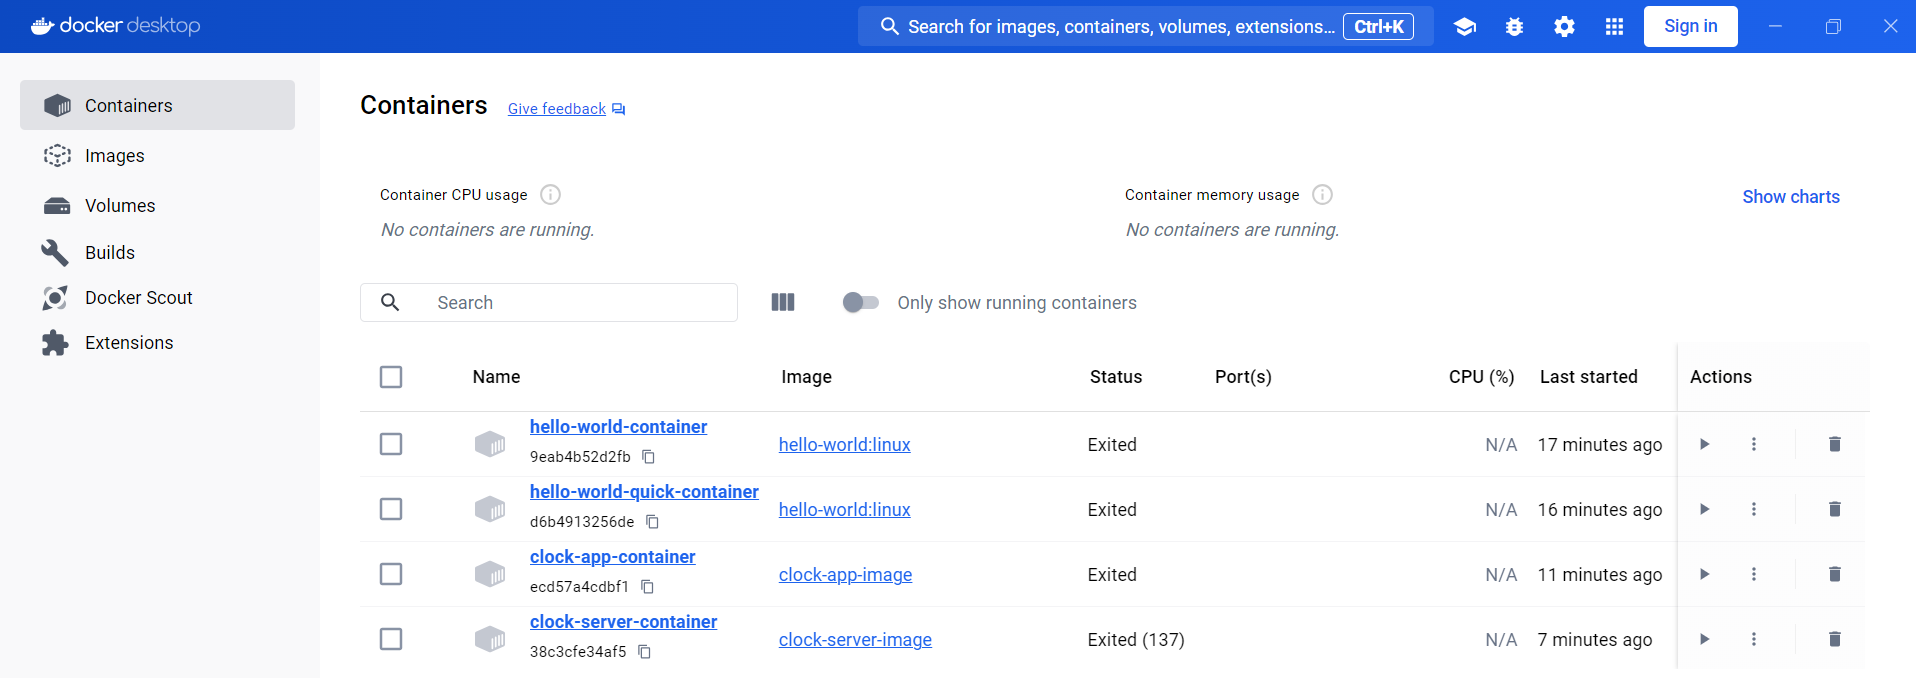 docker desktop
Search for images, containers, volumes, extensions... Ctrl+K
Sign in
Containers
Images
Volumes
Builds
Docker Scout
Extensions
Containers Give feedback
Container CPU usage Container memory usage Show charts
No containers are running. No containers are running.
Search Only show running containers
Name Image Status Port(s) CPU (%) Last started Actions
hello-world-container
9eab4b52d2fb
hello-world:linux Exited N/A 17 minutes ago
hello-world-quick-container
d6b4913256de
hello-world:linux Exited N/A 16 minutes ago
clock-app-container
ecd57a4cdbf1
clock-app-image Exited N/A 11 minutes ago
clock-server-container
38c3cfe34af5
clock-server-image Exited (137) N/A 7 minutes ago